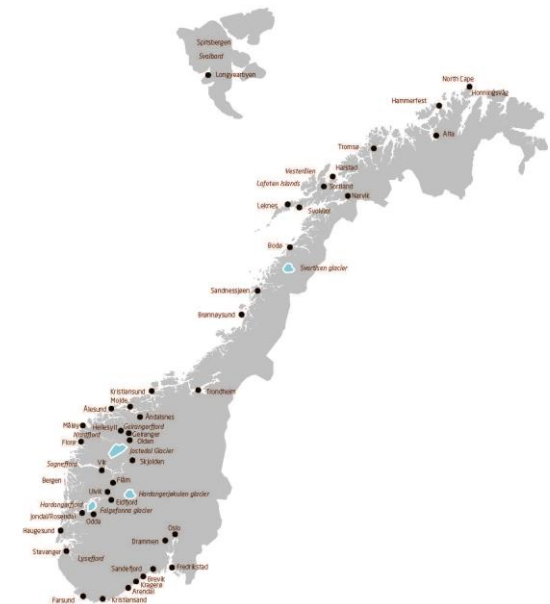 Spitsbergen
Svalbard
Longyearbyen
North Cape
Honningsvåg
Hammerfest
Alta
Tromsø
Vesterålen
Harstad
Lofoten Islands
Sortland
Narvik
Leknes
Svolvær
Bodø
Svartisen glacier
Sandnessjøen
Brønnøysund
Kristiansund
Trondheim
Molde
Ålesund
Åndalsnes
Måløy
Hellesylt
Geirangerfjord
Nordfjord
Geiranger
Florø
Olden
Jostedal Glacier
Sognefjord
Vik
Skjolden
Bergen
Flåm
Ulvik
Hardangerjøkulen glacier
Eidfjord
Hardangerfjord
Folgefonna glacier
Jondal/Rosendal
Odda
Haugesund
Oslo
Drammen
Stavanger
Lysefjord
Sandefjord
Fredrikstad
Brevik
Kragerø
Arendal
Farsund
Kristiansand